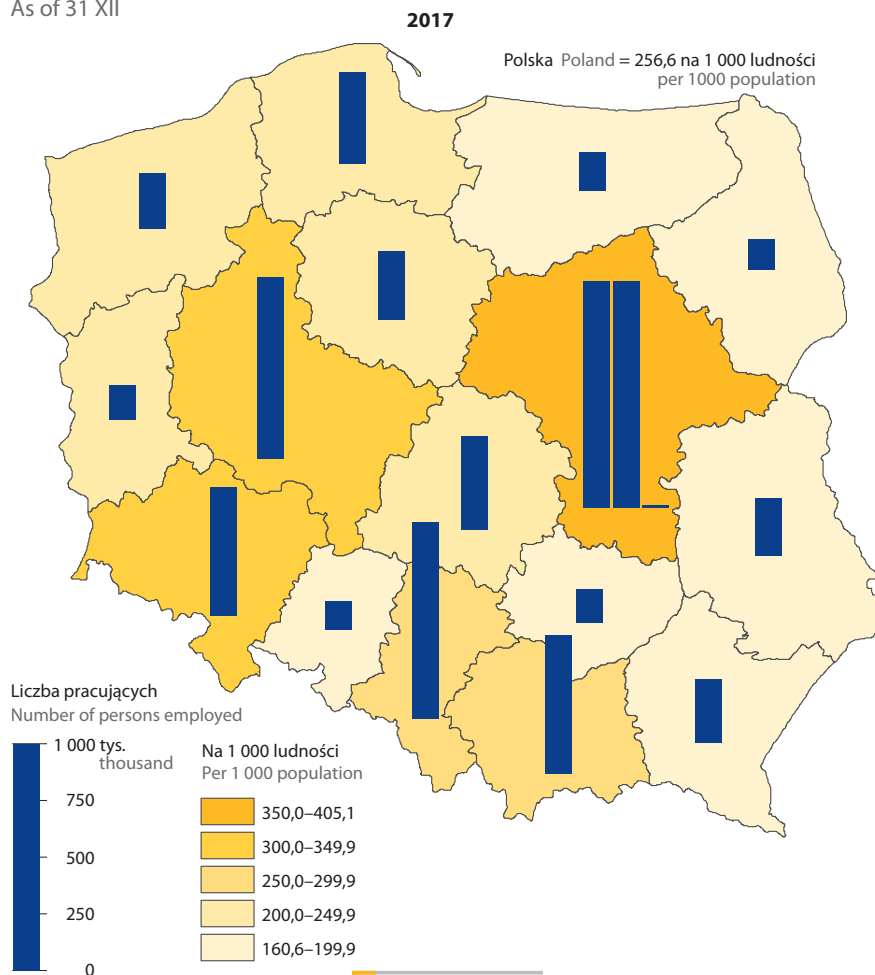 As of 31 XII
2017
Polska Poland = 256,6 na 1 000 ludności
per 1000 population
Liczba pracujących
Number of persons employed
1 000 tys.
thousand
750
500
250
0
Na 1 000 ludności
Per 1 000 population
350,0–405,1
300,0–349,9
250,0–299,9
200,0–249,9
160,6–199,9